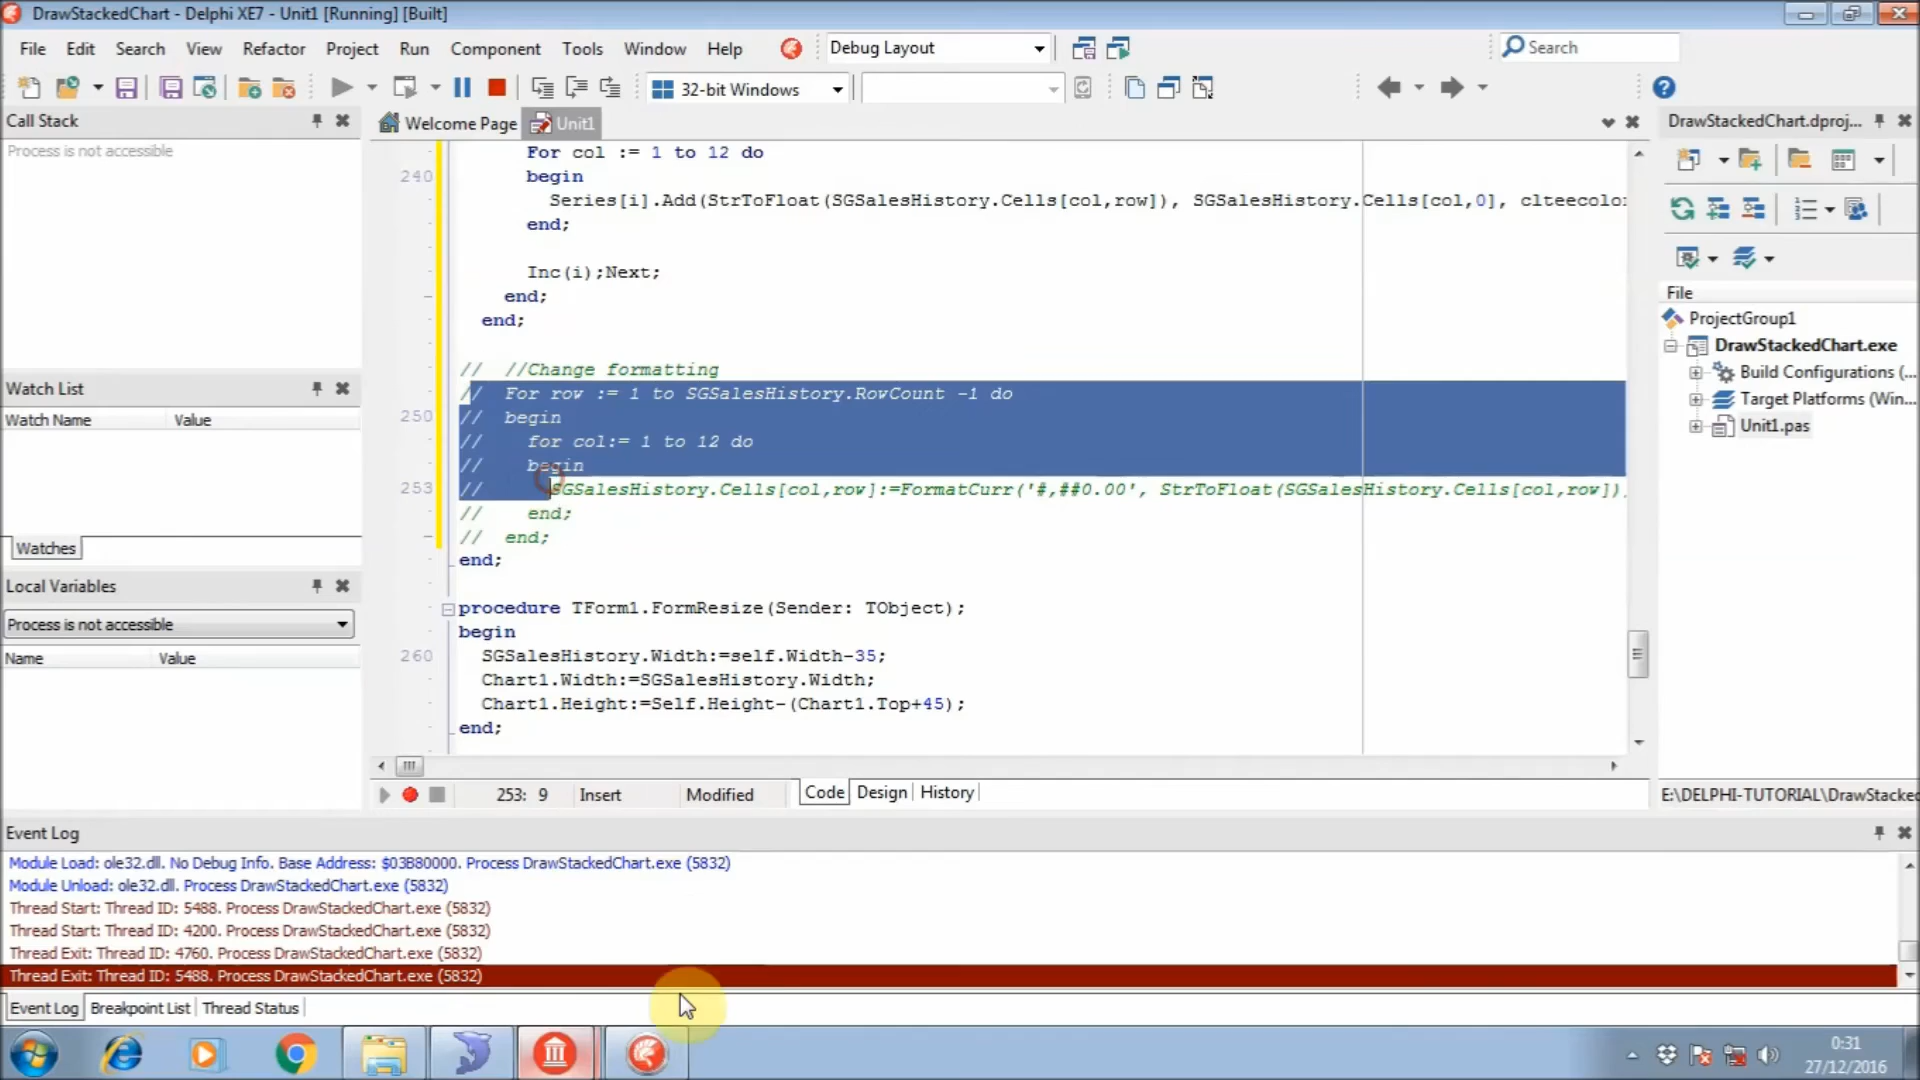 DrawStackedChart - Delphi XE7 - Unit1 [Running] [Built]
File Edit Search View Refactor Project Run Component Tools Window Help
Debug Layout
Search
32-bit Windows
Call Stack
Process is not accessible
Welcome Page
Unit1
DrawStackedChart.dproj...
For col := 1 to 12 do
240 begin
Series[i].Add(StrToFloat(SGSalesHistory.Cells[col,row]), SGSalesHistory.Cells[col,0], clteecolor
end;
Inc(i);Next;
end;
end;
// //Change formatting
// For row := 1 to SGSalesHistory.RowCount -1 do
250 // begin
// for col:= 1 to 12 do
// begin
253 // SGSalesHistory.Cells[col,row]:=FormatCurr('#,##0.00', StrToFloat(SGSalesHistory.Cells[col,row])
// end;
// end;
end;
procedure TForm1.FormResize(Sender: TObject);
begin
260 SGSalesHistory.Width:=self.Width-35;
Chart1.Width:=SGSalesHistory.Width;
Chart1.Height:=Self.Height-(Chart1.Top+45);
end;
Watch List
Watch Name Value
Watches
Local Variables
Process is not accessible
Name Value
File
ProjectGroup1
DrawStackedChart.exe
Build Configurations (...
Target Platforms (Win...
Unit1.pas
253: 9 Insert Modified Code Design History
E:\DELPHI-TUTORIAL\DrawStacked
Event Log
Module Load: ole32.dll. No Debug Info. Base Address: $03B80000. Process DrawStackedChart.exe (5832)
Module Unload: ole32.dll. Process DrawStackedChart.exe (5832)
Thread Start: Thread ID: 5488. Process DrawStackedChart.exe (5832)
Thread Start: Thread ID: 4200. Process DrawStackedChart.exe (5832)
Thread Exit: Thread ID: 4760. Process DrawStackedChart.exe (5832)
Thread Exit: Thread ID: 5488. Process DrawStackedChart.exe (5832)
Event Log Breakpoint List Thread Status
0:31
27/12/2016